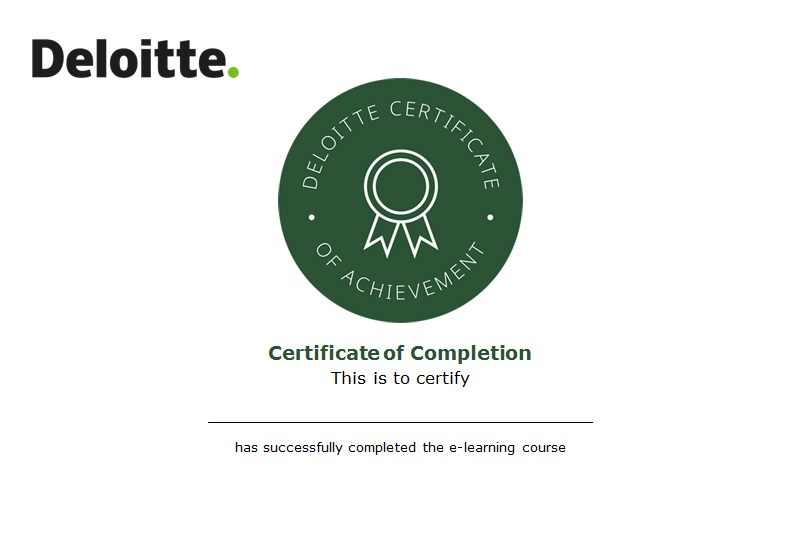 Deloitte.
DELOITTE CERTIFICATE
OF ACHIEVEMENT
Certificate of Completion
This is to certify
has successfully completed the e-learning course